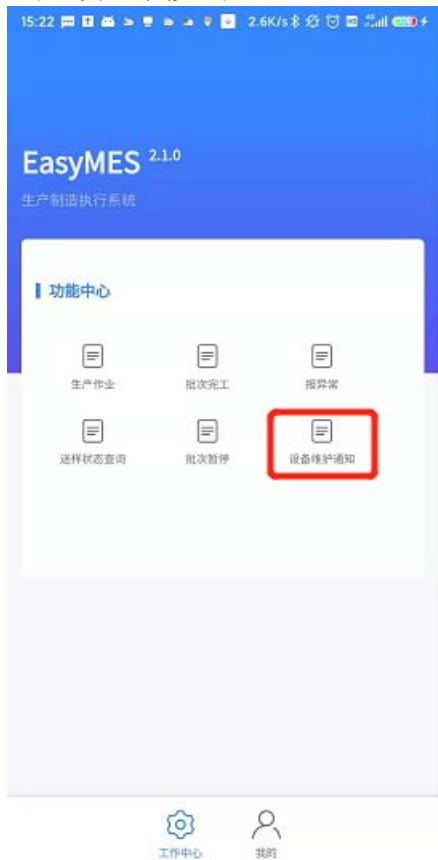 15:22 2.6K/s
EasyMES 2.1.0
生产制造执行系统
功能中心
生产作业 批次完工 报异常
送样状态查询 批次暂停 设备维护通知
工作中心 我的